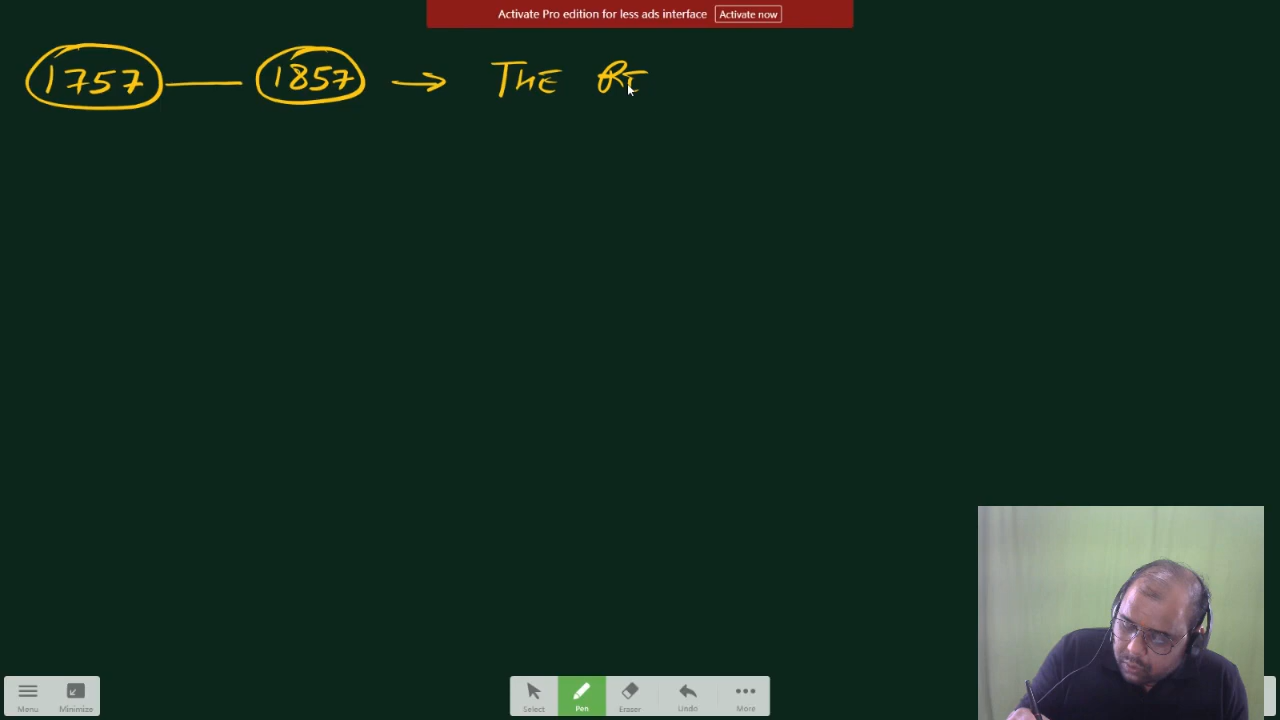 Activate Pro edition for less ads interface Activate now
1757 — 1857 → THE RE
Menu Minimize Select Pen Eraser Undo More